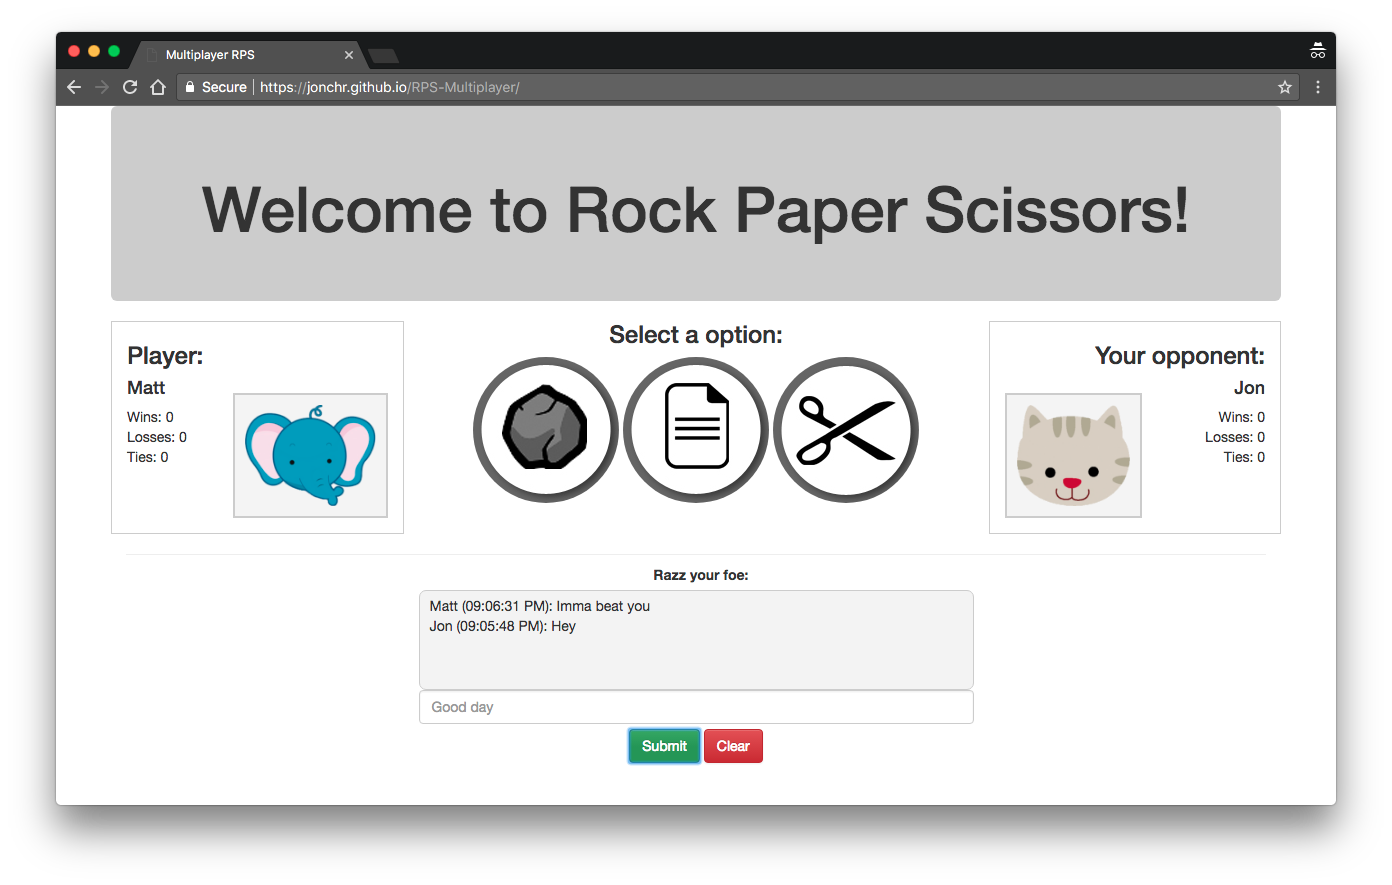 Multiplayer RPS
Secure
https://jonchr.github.io/RPS-Multiplayer/
Welcome to Rock Paper Scissors!
Player:
Matt
Wins: 0
Losses: 0
Ties: 0
Select a option:
Your opponent:
Jon
Wins: 0
Losses: 0
Ties: 0
Razz your foe:
Matt (09:06:31 PM): Imma beat you
Jon (09:05:48 PM): Hey
Good day
Submit
Clear